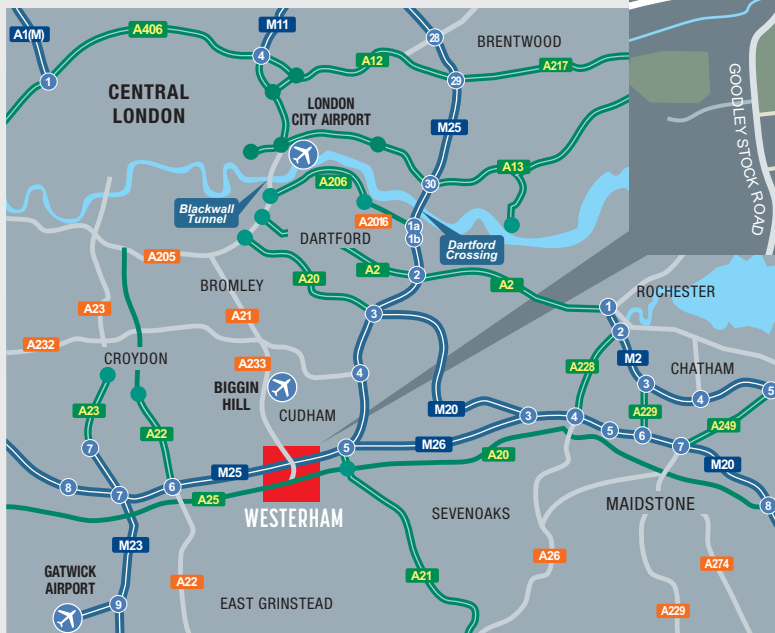 A1(M)
A406
M11
4
28
BRENTWOOD
A12
29
A217
1
CENTRAL
LONDON
LONDON
CITY AIRPORT
M25
GOODLEY STOCK ROAD
A13
30
A206
Blackwall
Tunnel
A2016
1a
1b
Dartford
Crossing
DARTFORD
A205
A2
2
A2
BROMLEY
A20
ROCHESTER
1
A23
A21
3
2
A232
CROYDON
A233
4
A228
M2
CHATHAM
BIGGIN
HILL
3
4
5
A23
CUDHAM
M20
3
4
A229
A249
A22
5
6
7
5
M26
7
M25
A20
M20
8
7
6
A25
WESTERHAM
SEVENOAKS
MAIDSTONE
8
M23
A26
A274
GATWICK
AIRPORT
A22
A21
9
EAST GRINSTEAD
A229